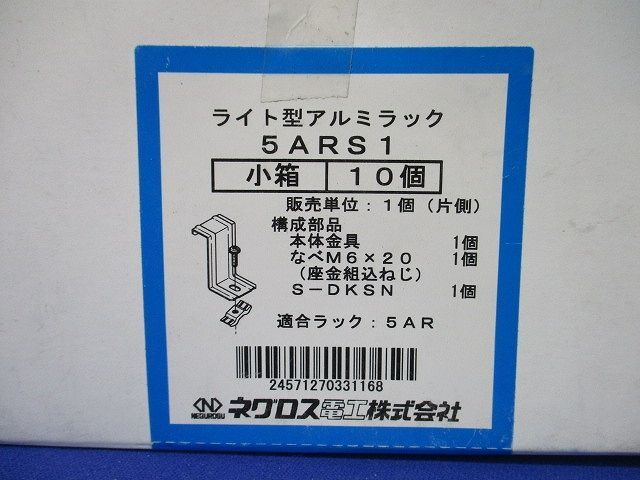 ライト型アルミラック
５ＡＲＳ１
小箱 １０個
販売単位：１個（片側）
構成部品
本体金具 1個
なべＭ６×２０ 1個
（座金組込ねじ）
Ｓ－ＤＫＳＮ 1個
適合ラック：５ＡＲ
24571270331168
NEGUROSU ネグロス電工株式会社